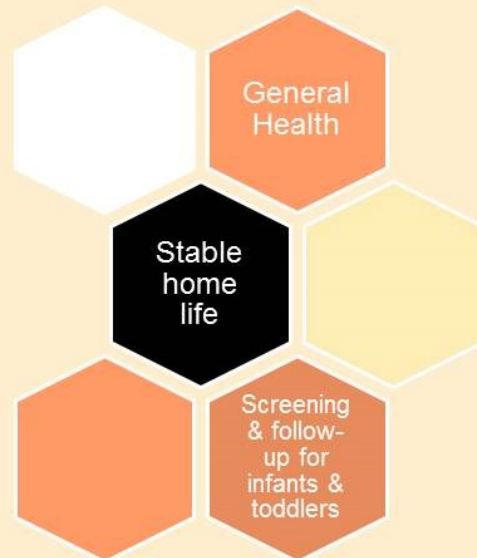 General
Health
Stable
home
life
Screening
& follow-
up for
infants &
toddlers